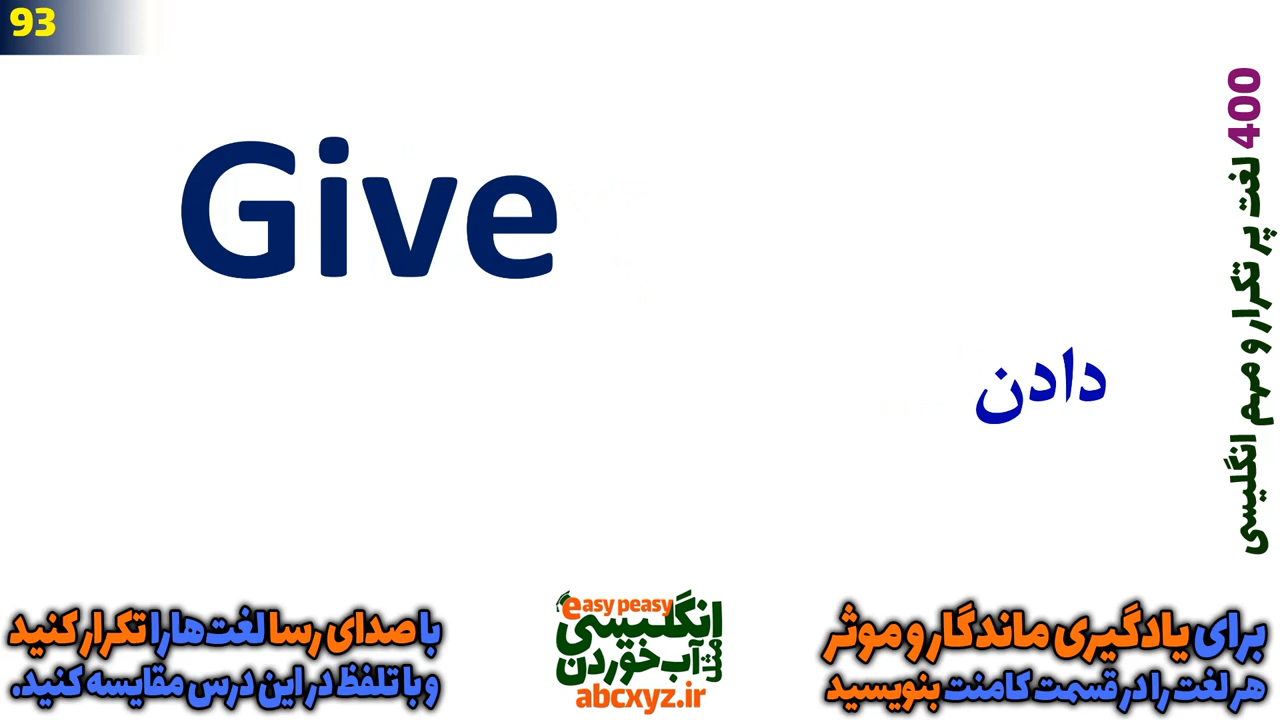 93
Give
دادن
400 لغت پر تکرار و مهم انگلیسی
با صدای رسا لغت‌ها را تکرار کنید
و با تلفظ در این درس مقایسه کنید.
easy peasy
انگلیسی
مثل آب خوردن
abcxyz.ir
برای یادگیری ماندگار و موثر
هر لغت را در قسمت کامنت بنویسید